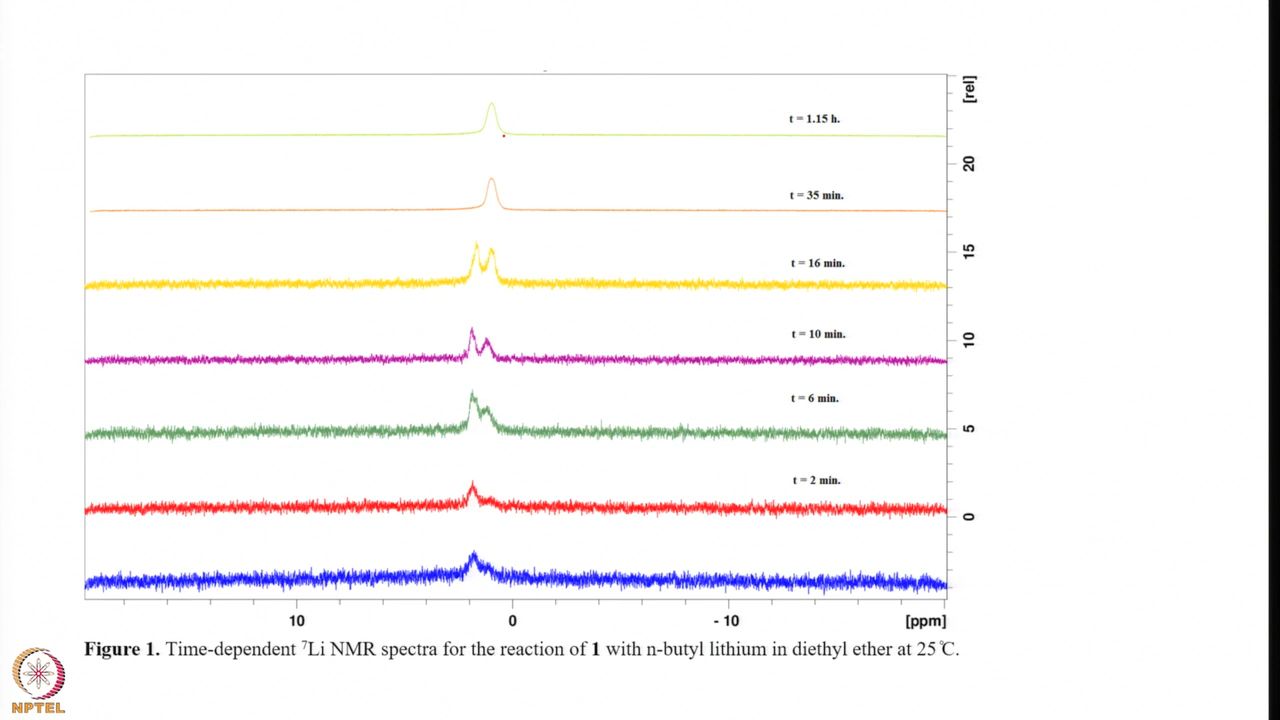 [rel]
t = 1.15 h.
20
t = 35 min.
15
t = 16 min.
10
t = 10 min.
t = 6 min.
5
t = 2 min.
0
10 0 - 10 [ppm]
Figure 1. Time-dependent ⁷Li NMR spectra for the reaction of 1 with n-butyl lithium in diethyl ether at 25 ℃.
NPTEL